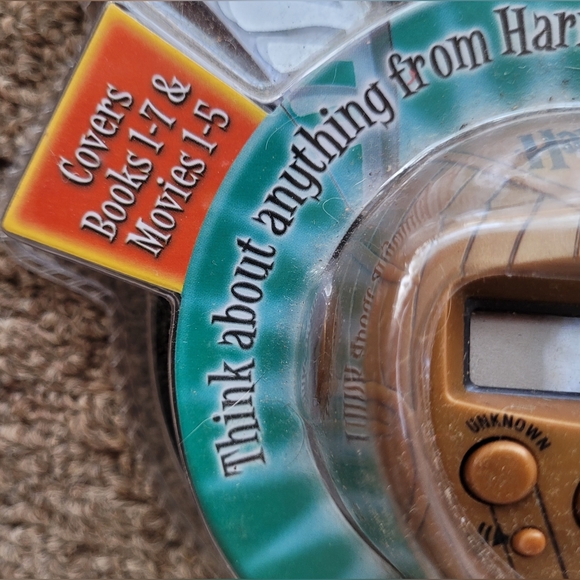 Covers
Books 1-7 &
Movies 1-5
Think about anything from Har
UNKNOWN